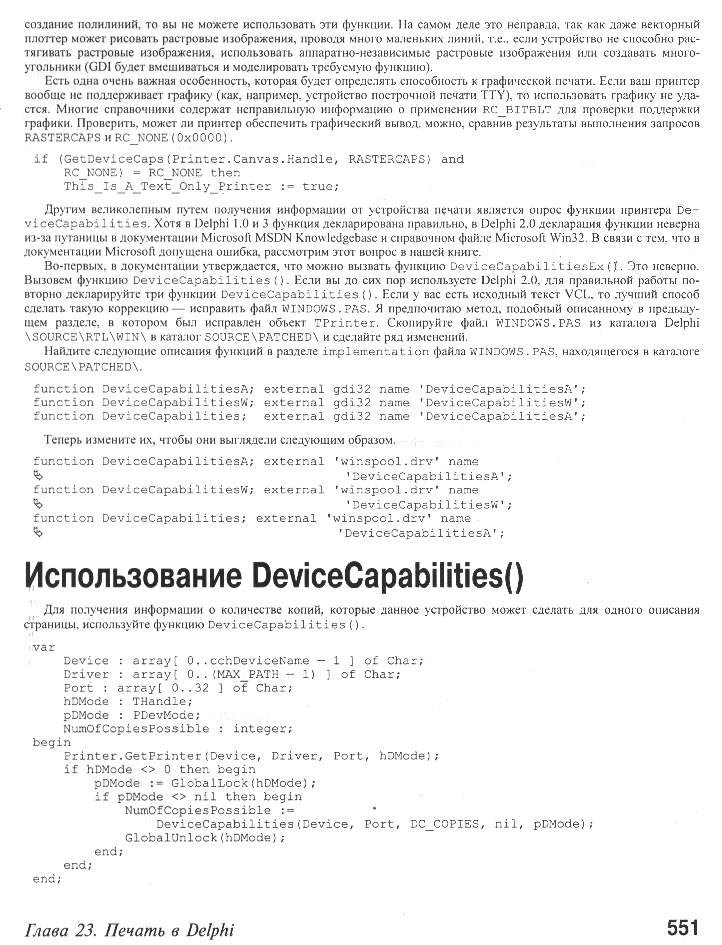 создание полилиний, то вы не можете использовать эти функции. На самом деле это неправда, так как даже векторный
плоттер может рисовать растровые изображения, проводя много маленьких линий, т.е., если устройство не способно рас-
тягивать растровые изображения, использовать аппаратно-независимые растровые изображения или создавать много-
угольники (GDI будет вмешиваться и моделировать требуемую функцию).
Есть одна очень важная особенность, которая будет определять способность к графической печати. Если ваш принтер
вообще не поддерживает графику (как, например, устройство построчной печати TTY), то использовать графику не уда-
стся. Многие справочники содержат неправильную информацию о применении RC_BITBLT для проверки поддержки
графики. Проверить, может ли принтер обеспечить графический вывод, можно, сравнив результаты выполнения запросов
RASTERCAPS и RC_NONE(0x0000).
if (GetDeviceCaps(Printer.Canvas.Handle, RASTERCAPS) and
RC_NONE) = RC_NONE then
This_Is_A_Text_Only_Printer := true;
Другим великолепным путем получения информации от устройства печати является опрос функции принтера De-
viceCapabilities. Хотя в Delphi 1.0 и 3 функция декларирована правильно, в Delphi 2.0 декларация функции неверна
из-за путаницы в документации Microsoft MSDN Knowledgebase и справочном файле Microsoft Win32. В связи с тем, что в
документации Microsoft допущена ошибка, рассмотрим этот вопрос в нашей книге.
Во-первых, в документации утверждается, что можно вызвать функцию DeviceCapabilitiesEx(). Это неверно.
Вызовем функцию DeviceCapabilities(). Если вы до сих пор используете Delphi 2.0, для правильной работы по-
вторно декларируйте три функции DeviceCapabilities(). Если у вас есть исходный текст VCL, то лучший способ
сделать такую коррекцию — исправить файл WINDOWS.PAS. Я предпочитаю метод, подобный описанному в предыду-
щем разделе, в котором был исправлен объект TPrinter. Скопируйте файл WINDOWS.PAS из каталога Delphi
\SOURCE\RTL\WIN\ в каталог SOURCE\PATCHED\ и сделайте ряд изменений.
Найдите следующие описания функций в разделе implementation файла WINDOWS.PAS, находящегося в каталоге
SOURCE\PATCHED\.
function DeviceCapabilitiesA; external gdi32 name 'DeviceCapabilitiesA';
function DeviceCapabilitiesW; external gdi32 name 'DeviceCapabilitiesW';
function DeviceCapabilities; external gdi32 name 'DeviceCapabilitiesA';
Теперь измените их, чтобы они выглядели следующим образом.
function DeviceCapabilitiesA; external 'winspool.drv' name
'DeviceCapabilitiesA';
function DeviceCapabilitiesW; external 'winspool.drv' name
'DeviceCapabilitiesW';
function DeviceCapabilities; external 'winspool.drv' name
'DeviceCapabilitiesA';
Использование DeviceCapabilities()
Для получения информации о количестве копий, которые данное устройство может сделать для одного описания
страницы, используйте функцию DeviceCapabilities().
var
Device : array[ 0..cchDeviceName — 1 ] of Char;
Driver : array[ 0..(MAX_PATH — 1) ] of Char;
Port : array[ 0..32 ] of Char;
hDMode : THandle;
pDMode : PDevMode;
NumOfCopiesPossible : integer;
begin
Printer.GetPrinter(Device, Driver, Port, hDMode);
if hDMode <> 0 then begin
pDMode := GlobalLock(hDMode);
if pDMode <> nil then begin
NumOfCopiesPossible :=
DeviceCapabilities(Device, Port, DC_COPIES, nil, pDMode);
GlobalUnlock(hDMode);
end;
end;
end;
Глава 23. Печать в Delphi 551